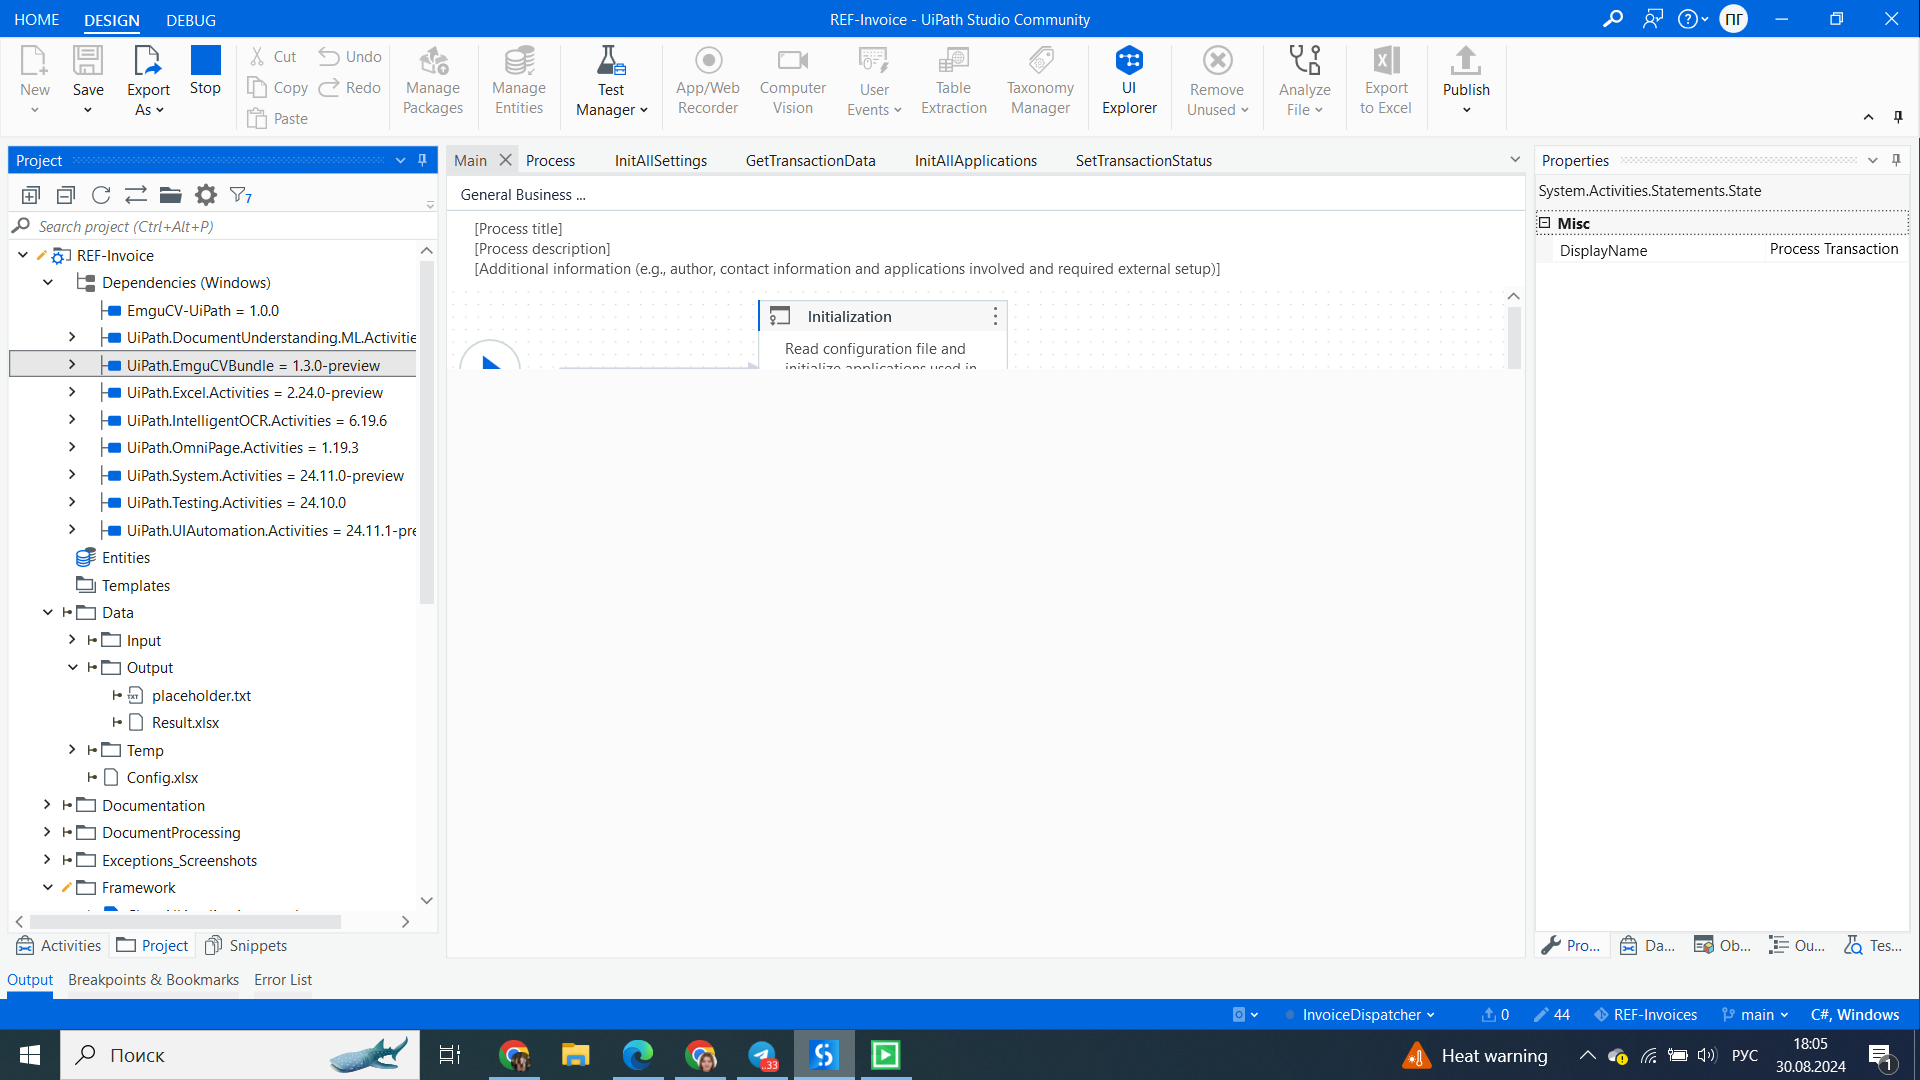 HOME DESIGN DEBUG
REF-Invoice - UiPath Studio Community
ПГ
New
Save
Export As
Stop
Cut
Copy
Paste
Undo
Redo
Manage Packages
Manage Entities
Test Manager
App/Web Recorder
Computer Vision
User Events
Table Extraction
Taxonomy Manager
UI Explorer
Remove Unused
Analyze File
Export to Excel
Publish
Project
7
Search project (Ctrl+Alt+P)
REF-Invoice
Dependencies (Windows)
EmguCV-UiPath = 1.0.0
UiPath.DocumentUnderstanding.ML.Activitie
UiPath.EmguCVBundle = 1.3.0-preview
UiPath.Excel.Activities = 2.24.0-preview
UiPath.IntelligentOCR.Activities = 6.19.6
UiPath.OmniPage.Activities = 1.19.3
UiPath.System.Activities = 24.11.0-preview
UiPath.Testing.Activities = 24.10.0
UiPath.UIAutomation.Activities = 24.11.1-pre
Entities
Templates
Data
Input
Output
placeholder.txt
Result.xlsx
Temp
Config.xlsx
Documentation
DocumentProcessing
Exceptions_Screenshots
Framework
Activities Project Snippets
Main Process InitAllSettings GetTransactionData InitAllApplications SetTransactionStatus
General Business ...
[Process title]
[Process description]
[Additional information (e.g., author, contact information and applications involved and required external setup)]
Initialization
Read configuration file and
initialize applications used in
Properties
System.Activities.Statements.State
Misc
DisplayName Process Transaction
Pro... Da... Ob... Ou... Tes...
Output Breakpoints & Bookmarks Error List
InvoiceDispatcher 0 44 REF-Invoices main C#, Windows
Поиск
33
Heat warning
РУС
18:05
30.08.2024
1